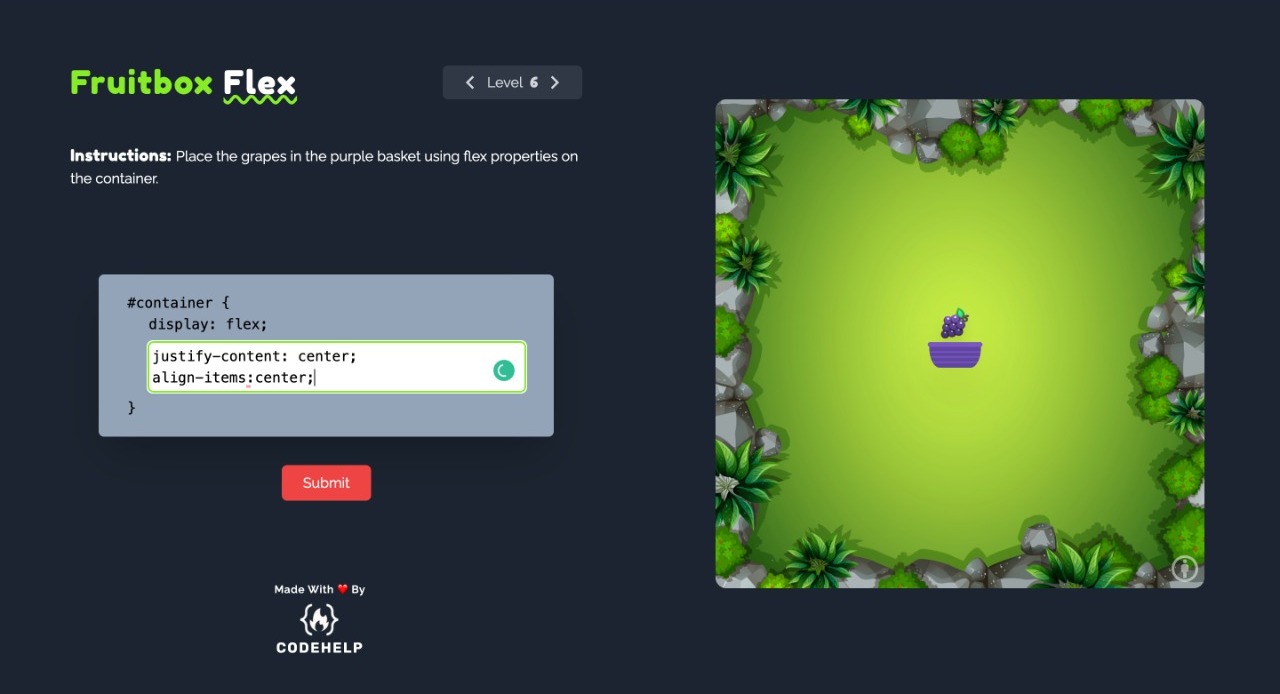 Fruitbox Flex
Level 6
Instructions: Place the grapes in the purple basket using flex properties on
the container.
#container {
display: flex;
justify-content: center;
align-items:center;
}
Submit
Made With ❤️ By
CODEHELP